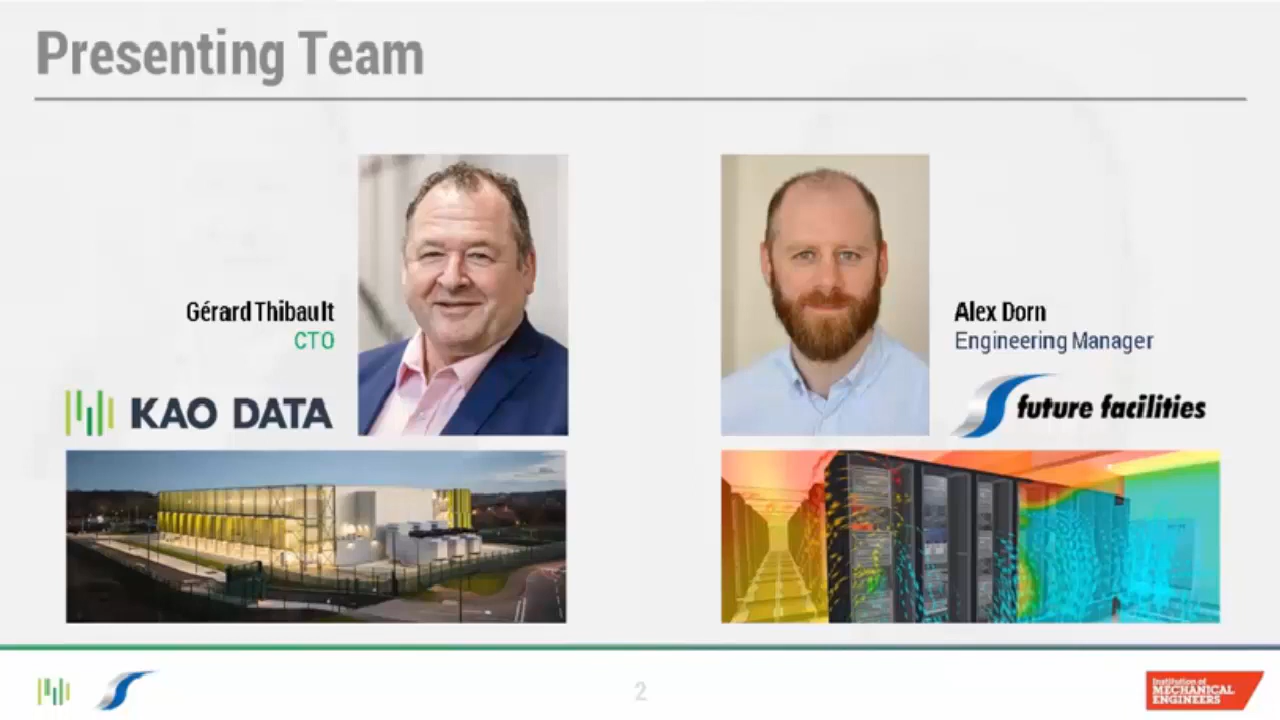 Presenting Team
Gérard Thibault
CTO
KAO DATA
Alex Dorn
Engineering Manager
future facilities
2
Institution of
MECHANICAL
ENGINEERS